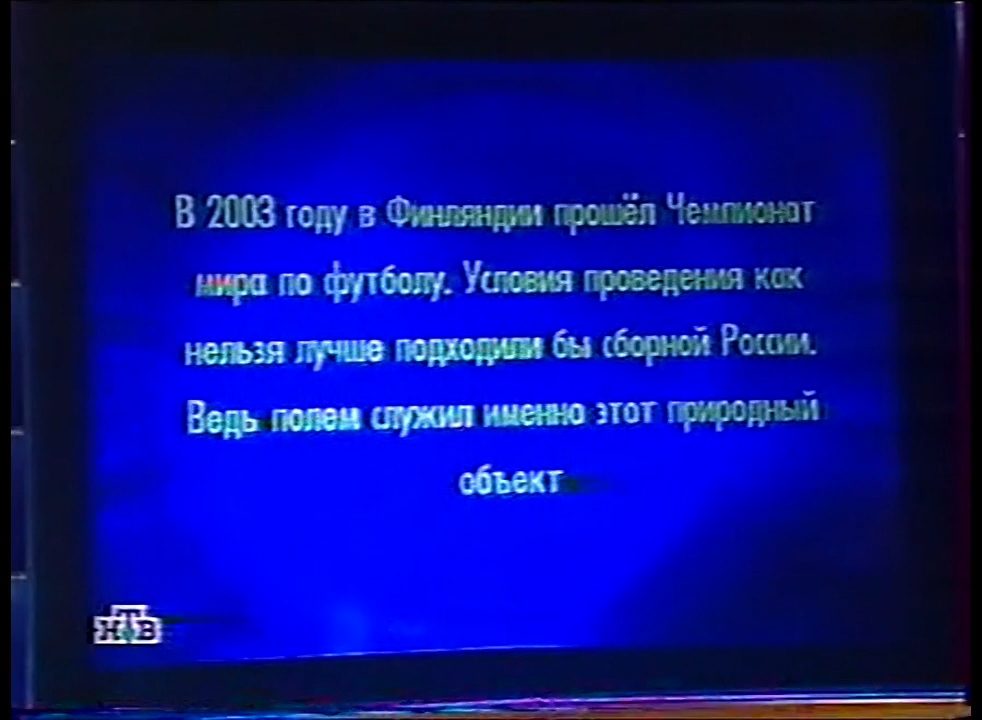 В 2003 году в Финляндии прошёл Чемпионат
мира по футболу. Условия проведения как
нельзя лучше подходили бы сборной России.
Ведь полем служил именно этот природный
объект
НТВ